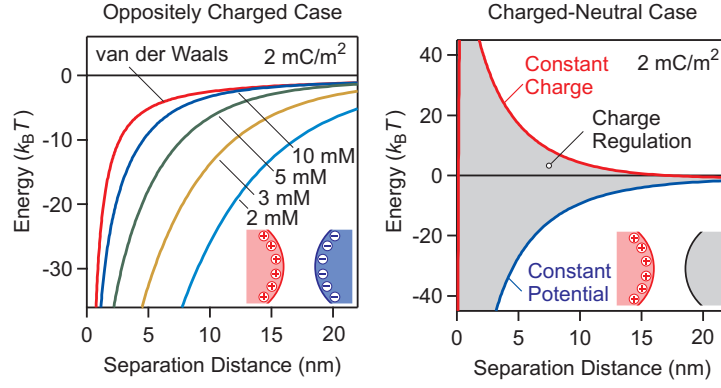 Oppositely Charged Case
van der Waals
2 mC/m²
0
-10
-20
-30
Energy (k_BT)
10 mM
5 mM
3 mM
2 mM
0
5
10
15
20
Separation Distance (nm)
Charged-Neutral Case
2 mC/m²
40
20
0
-20
-40
Energy (k_BT)
Constant
Charge
Charge
Regulation
Constant
Potential
0
5
10
15
20
Separation Distance (nm)